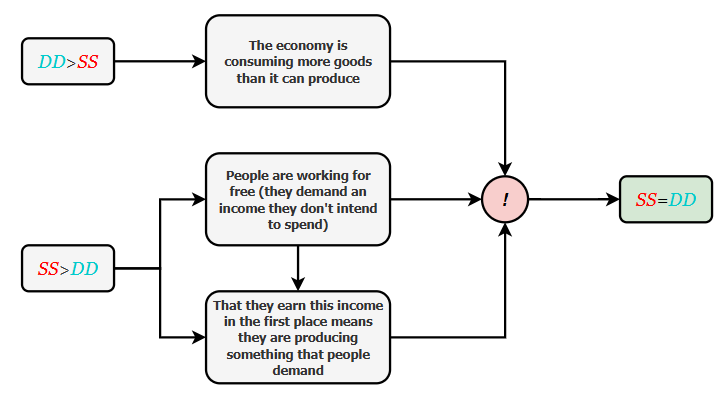 DD>SS
The economy is
consuming more goods
than it can produce
People are working for
free (they demand an
income they don't intend
to spend)
!
SS=DD
SS>DD
That they earn this income
in the first place means
they are producing
something that people
demand